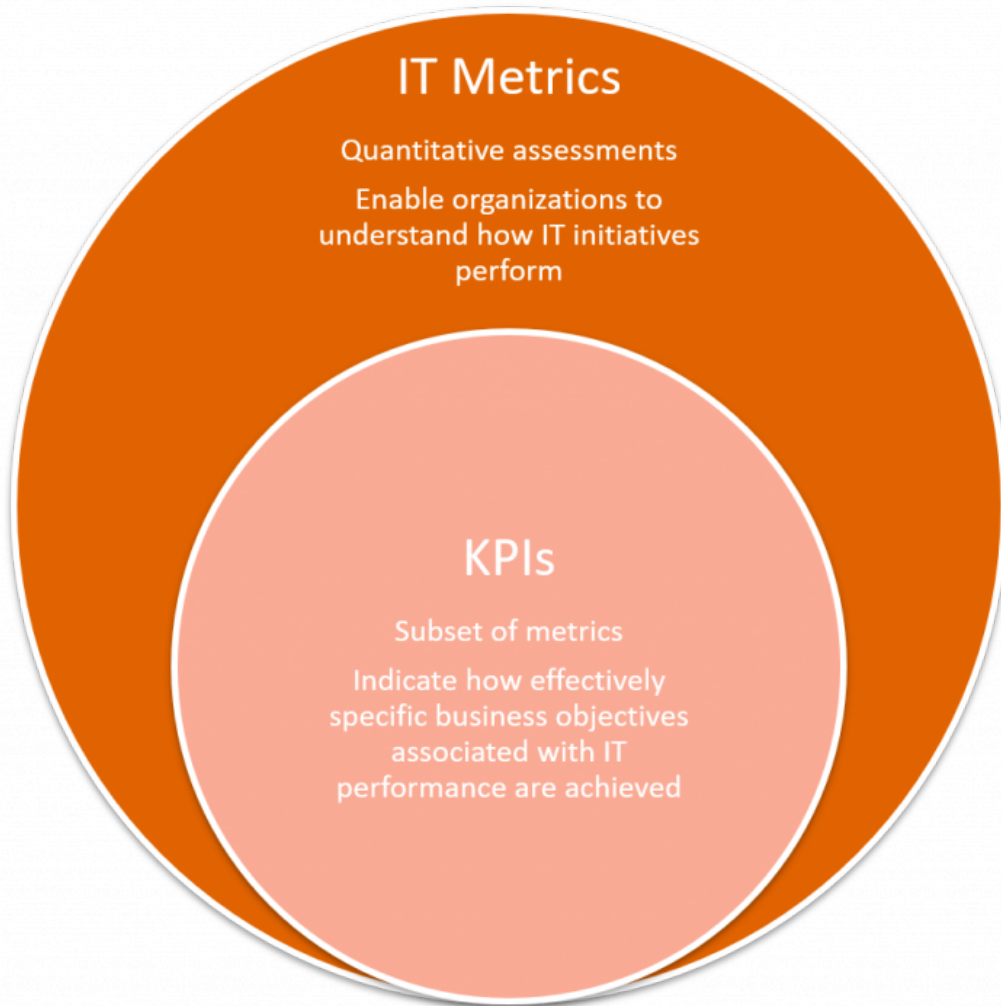 IT Metrics
Quantitative assessments
Enable organizations to
understand how IT initiatives
perform
KPIs
Subset of metrics
Indicate how effectively
specific business objectives
associated with IT
performance are achieved